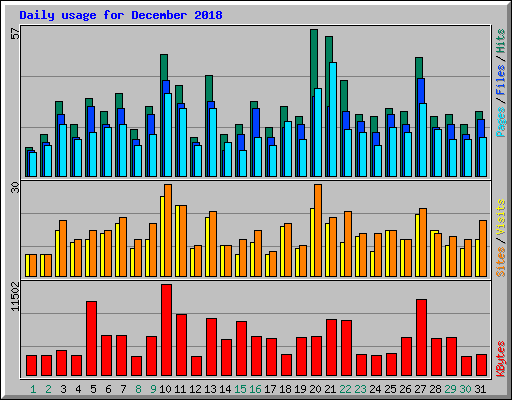 Daily usage for December 2018
57
Pages / Files / Hits
30
Sites / Visits
11502
KBytes
1 2 3 4 5 6 7 8 9 10 11 12 13 14 15 16 17 18 19 20 21 22 23 24 25 26 27 28 29 30 31